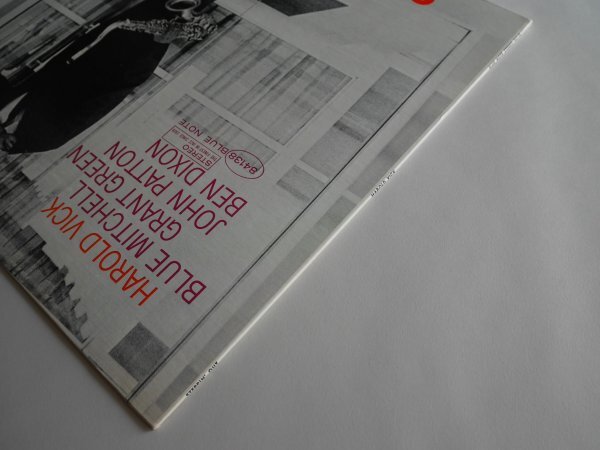 HAROLD VICK
BLUE MITCHELL
GRANT GREEN
JOHN PATTON
BEN DIXON
STEREO
84138 BLUE NOTE